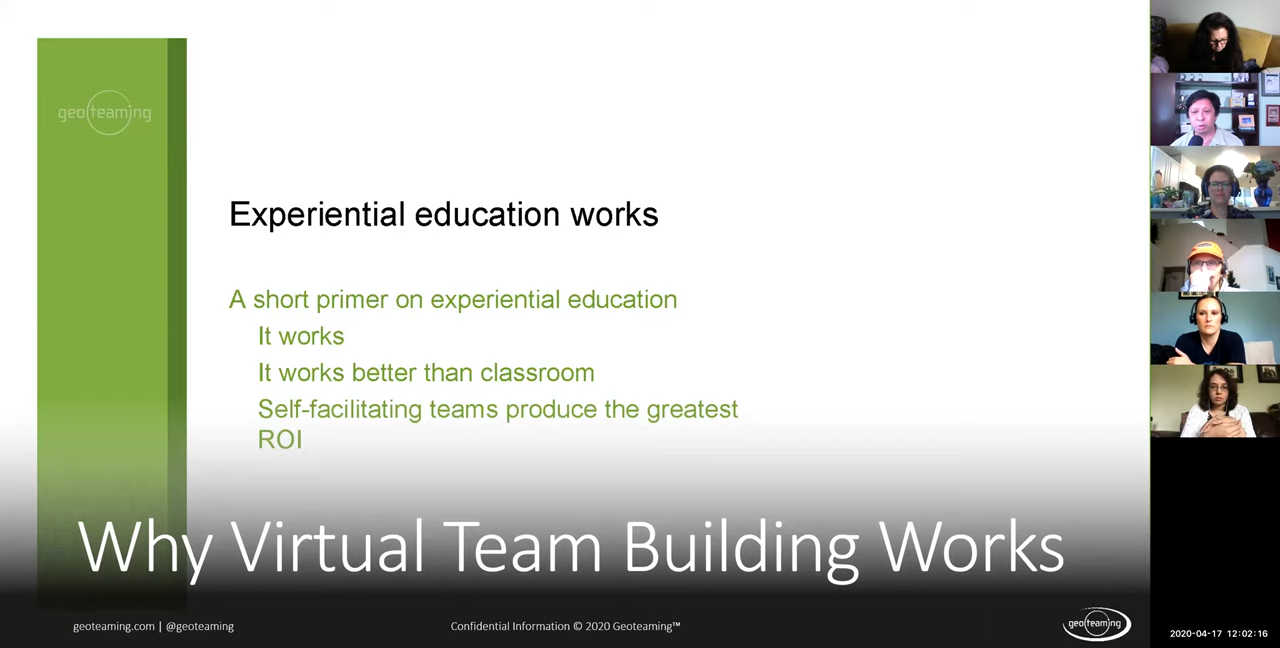 geoteaming
Experiential education works
A short primer on experiential education
It works
It works better than classroom
Self-facilitating teams produce the greatest
ROI
Why Virtual Team Building Works
geoteaming.com | @geoteaming
Confidential Information © 2020 Geoteaming™
geoteaming
2020-04-17 12:02:16